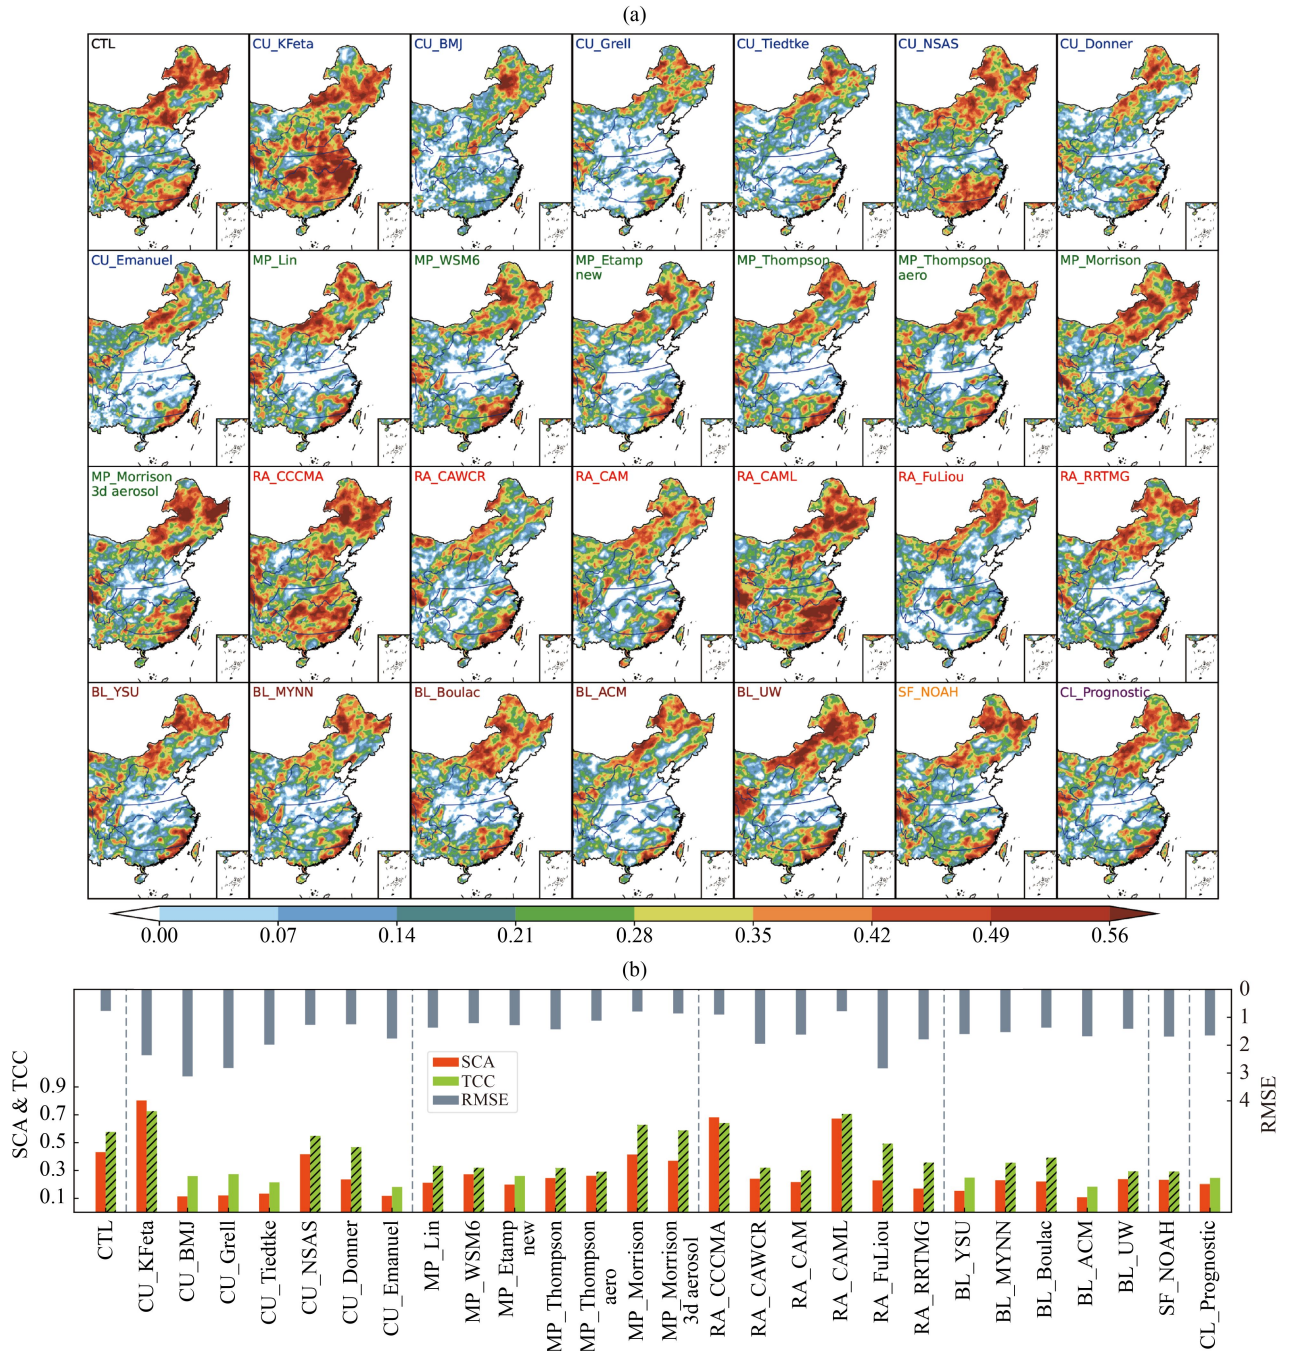 (a)
CTL
CU_KFeta
CU_BMJ
CU_Grell
CU_Tiedtke
CU_NSAS
CU_Donner
CU_Emanuel
MP_Lin
MP_WSM6
MP_Etamp
new
MP_Thompson
MP_Thompson
aero
MP_Morrison
MP_Morrison
3d aerosol
RA_CCCMA
RA_CAWCR
RA_CAM
RA_CAML
RA_FuLiou
RA_RRTMG
BL_YSU
BL_MYNN
BL_Boulac
BL_ACM
BL_UW
SF_NOAH
CL_Prognostic
0.00 0.07 0.14 0.21 0.28 0.35 0.42 0.49 0.56
(b)
SCA & TCC
0.9
0.7
0.5
0.3
0.1
SCA
TCC
RMSE
0
1
2
3
4
RMSE
CTL
CU_KFeta
CU_BMJ
CU_Grell
CU_Tiedtke
CU_NSAS
CU_Donner
CU_Emanuel
MP_Lin
MP_WSM6
MP_Etamp
new
MP_Thompson
MP_Thompson
aero
MP_Morrison
MP_Morrison
3d aerosol
RA_CCCMA
RA_CAWCR
RA_CAM
RA_CAML
RA_FuLiou
RA_RRTMG
BL_YSU
BL_MYNN
BL_Boulac
BL_ACM
BL_UW
SF_NOAH
CL_Prognostic